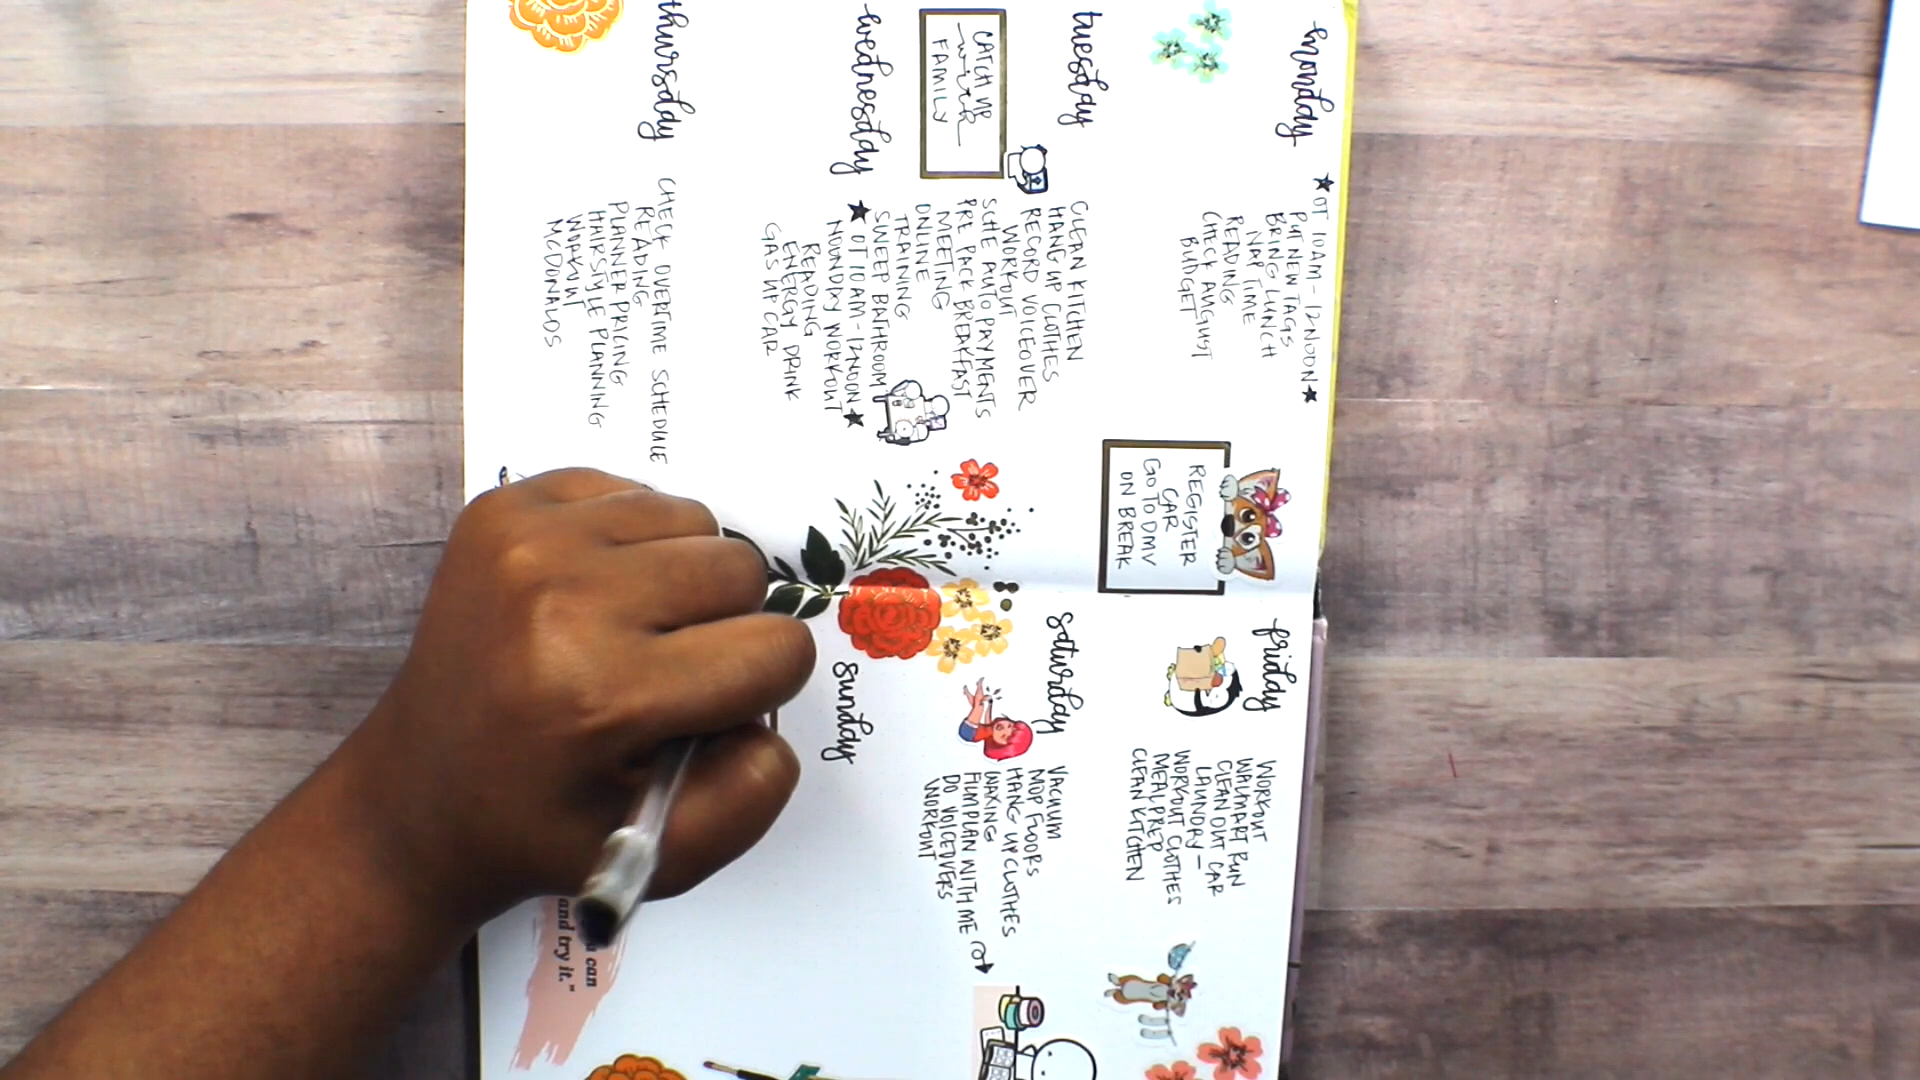 monday
★OT 10AM - 12NOON★
PUT NEW TAGS
BRING LUNCH
NAP TIME
READING
CHECK AUGUST
BUDGET
REGISTER
CAR
GO TO DMV
ON BREAK
tuesday
CLEAN KITCHEN
HANG UP CLOTHES
RECORD VOICEOVER
WORKOUT
SCHE AUTO PAYMENTS
PRE PACK BREAKFAST
MEETING
ONLINE
TRAINING
SWEEP BATHROOM
CATCH UP
with
FAMILY
wednesday
★OT 10AM - 12NOON★
NOONDAY WORKOUT
READING
ENERGY DRINK
GAS UP CAR
thursday
CHECK OVERTIME SCHEDULE
READING
PLANNER PRICING
HAIRSTYLE PLANNING
WORKOUT
McDONALDS
friday
WORKOUT
WALMART RUN
CLEAN OUT CAR
LAUNDRY -
WORKOUT CLOTHES
MEAL PREP
CLEAN KITCHEN
saturday
VACUUM
MOP FLOORS
HANG UP CLOTHES
WAXING
FILM PLAN WITH ME
DO VOICEOVERS
WORKOUT
sunday
can
and try it."